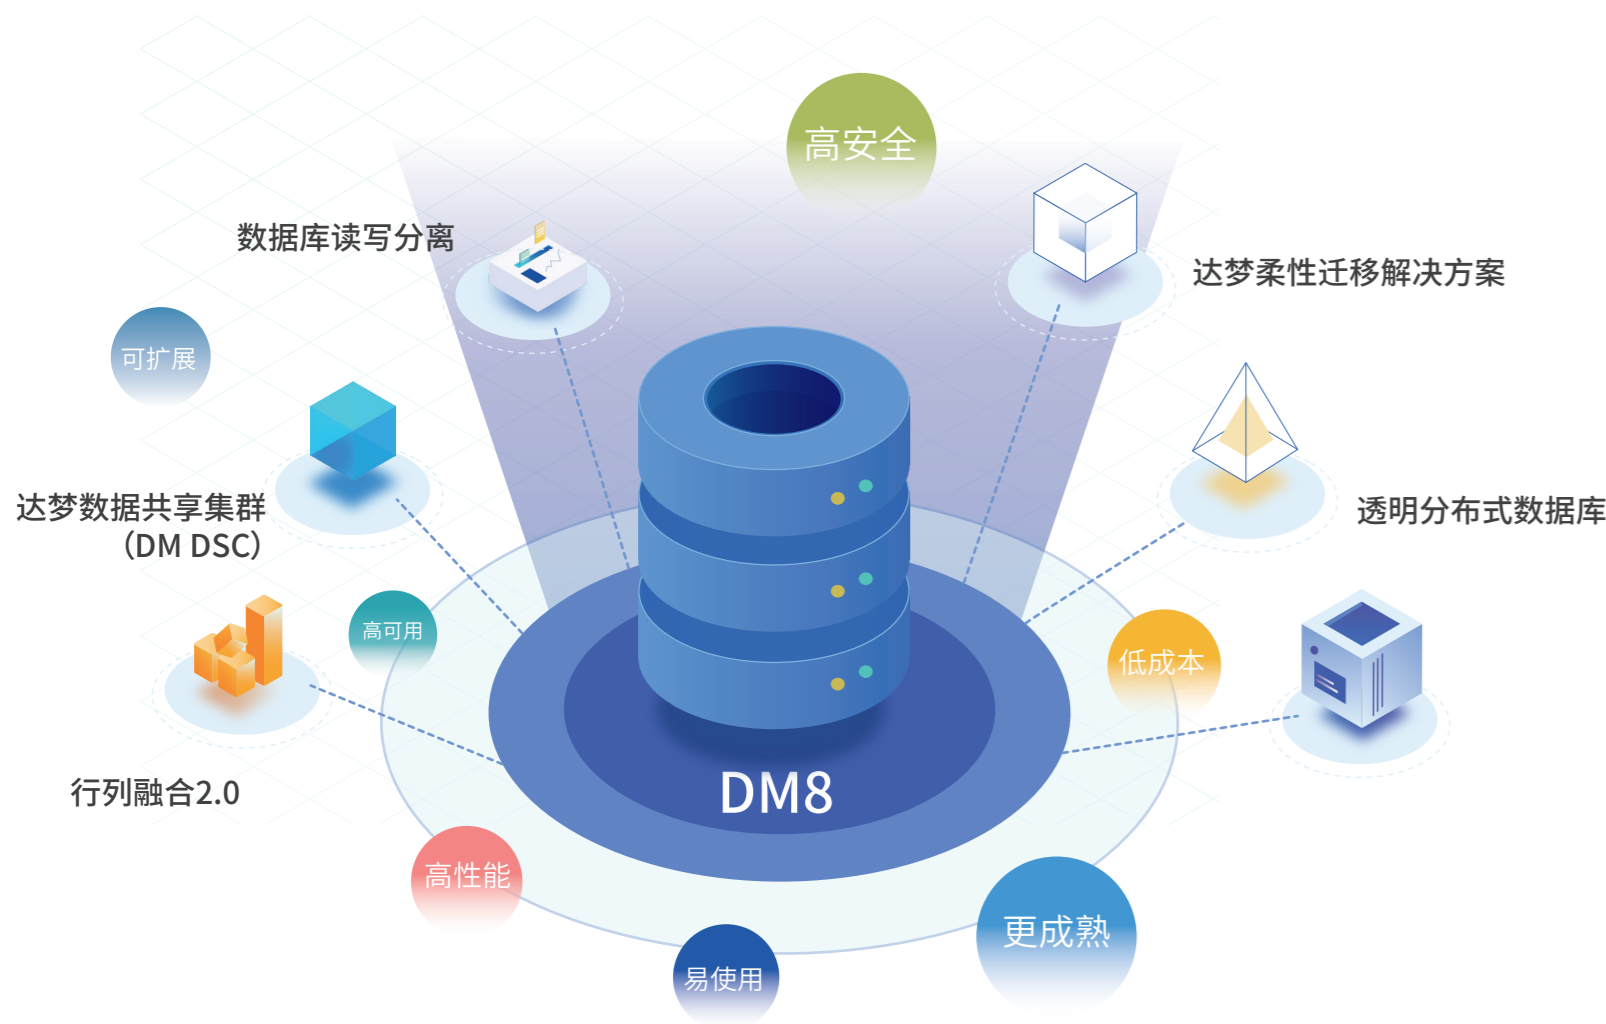 高安全
数据库读写分离
达梦柔性迁移解决方案
可扩展
达梦数据共享集群
（DM DSC）
透明分布式数据库
高可用
低成本
行列融合2.0
DM8
高性能
更成熟
易使用